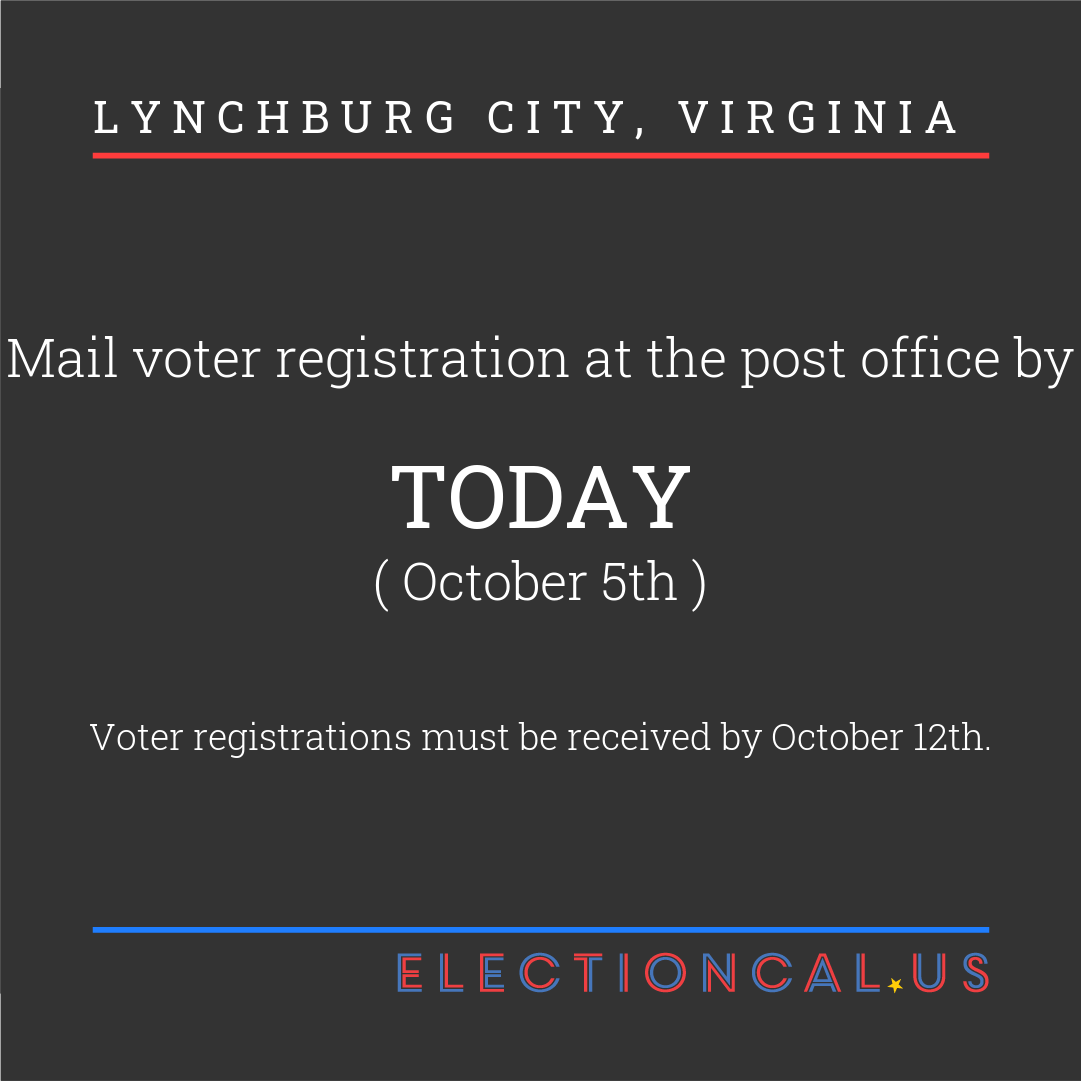 LYNCHBURG CITY, VIRGINIA
Mail voter registration at the post office by
TODAY
( October 5th )
Voter registrations must be received by October 12th.
ELECTIONCAL.US